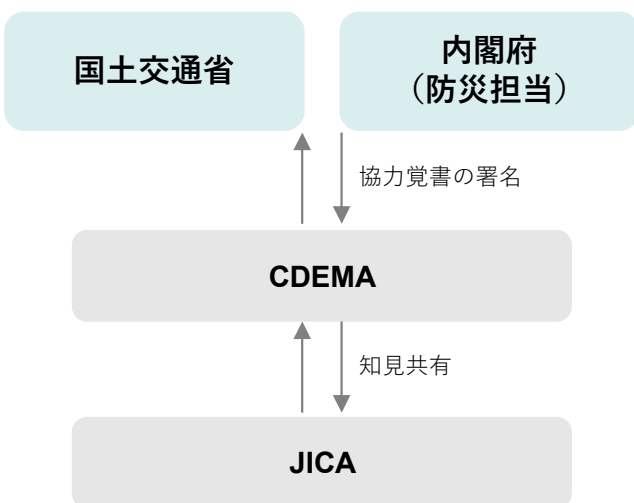 国土交通省
内閣府
（防災担当）
協力覚書の署名
CDEMA
知見共有
JICA